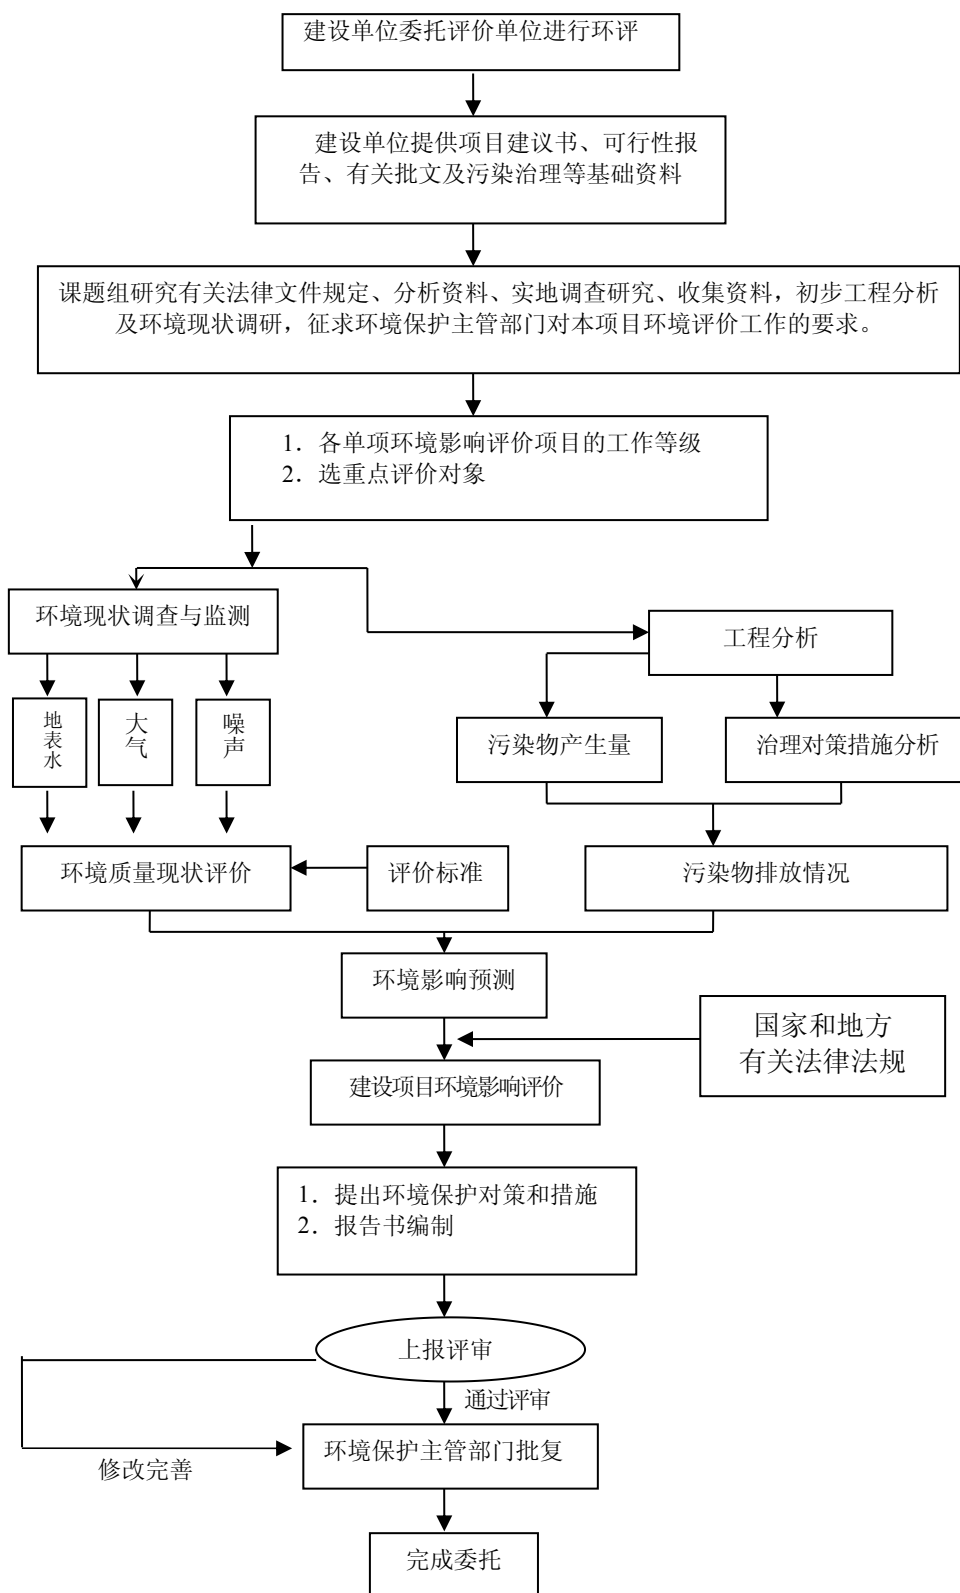 建设单位委托评价单位进行环评
建设单位提供项目建议书、可行性报
告、有关批文及污染治理等基础资料
课题组研究有关法律文件规定、分析资料、实地调查研究、收集资料，初步工程分析
及环境现状调研，征求环境保护主管部门对本项目环境评价工作的要求。
1．各单项环境影响评价项目的工作等级
2．选重点评价对象
环境现状调查与监测
工程分析
地表水
大气
噪声
污染物产生量
治理对策措施分析
环境质量现状评价
评价标准
污染物排放情况
环境影响预测
国家和地方
有关法律法规
建设项目环境影响评价
1．提出环境保护对策和措施
2．报告书编制
上报评审
通过评审
环境保护主管部门批复
修改完善
完成委托